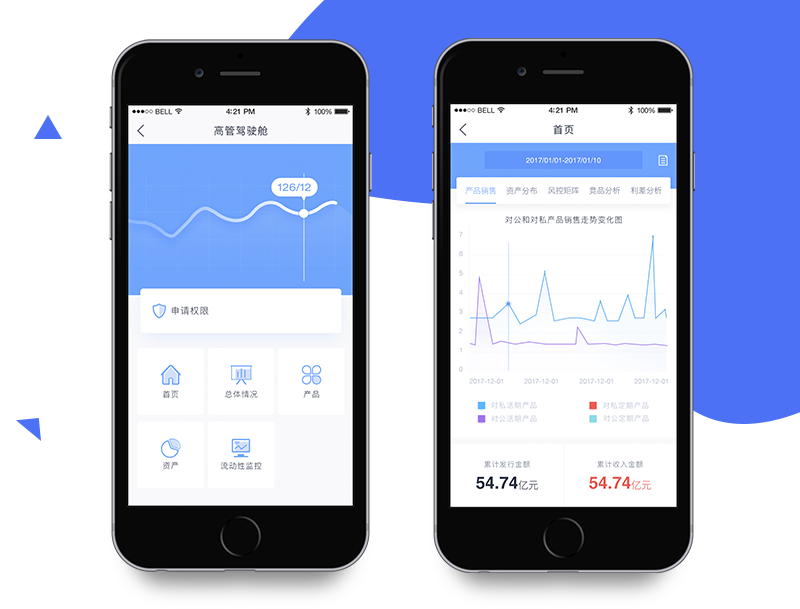 BELL 4:21 PM 100%
高管驾驶舱
126/12
申请权限
首页 总体情况 产品
资产 流动性监控
BELL 4:21 PM 100%
首页
2017/01/01-2017/01/10
产品销售 资产分布 风控矩阵 竞品分析 利差分析
对公和对私产品销售走势变化图
7
6
5
4
3
2
1
0
2017-12-01 2017-12-01 2017-12-01 2017-12-01
对私活期产品 对私定期产品
对公活期产品 对公定期产品
累计发行金额 累计收入金额
54.74亿元 54.74亿元